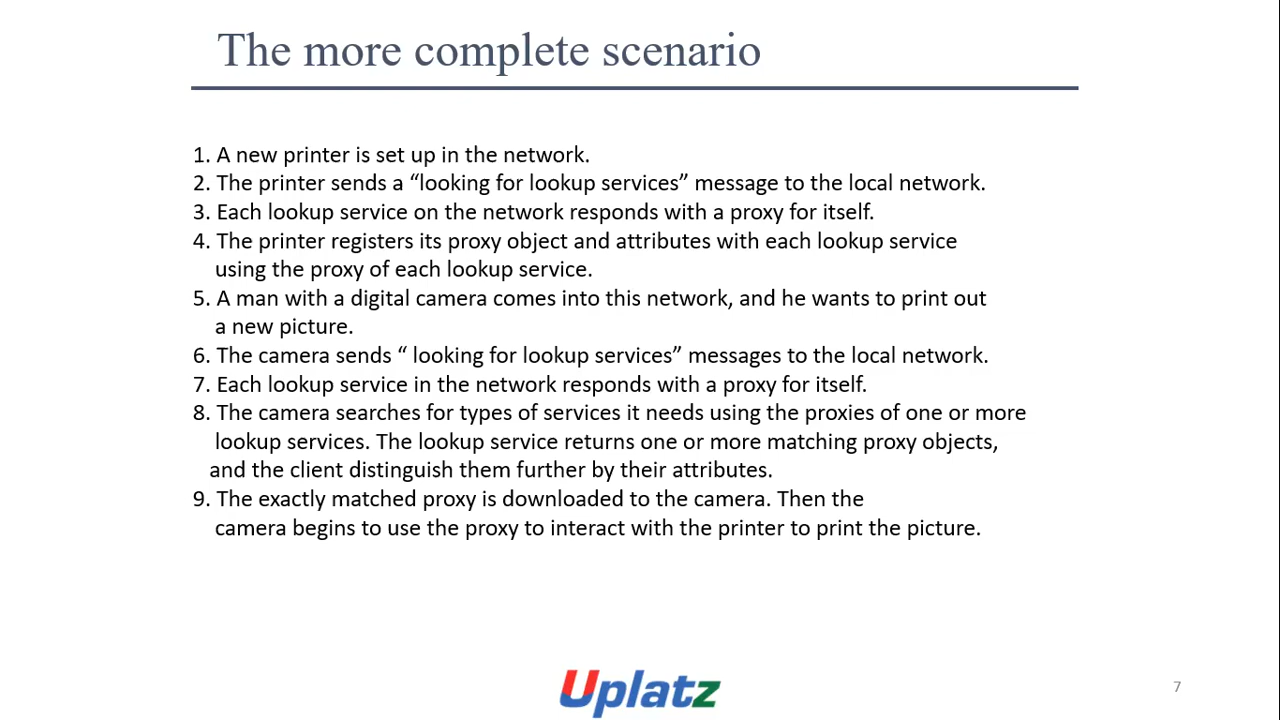 The more complete scenario
1. A new printer is set up in the network.
2. The printer sends a “looking for lookup services” message to the local network.
3. Each lookup service on the network responds with a proxy for itself.
4. The printer registers its proxy object and attributes with each lookup service
using the proxy of each lookup service.
5. A man with a digital camera comes into this network, and he wants to print out
a new picture.
6. The camera sends “ looking for lookup services” messages to the local network.
7. Each lookup service in the network responds with a proxy for itself.
8. The camera searches for types of services it needs using the proxies of one or more
lookup services. The lookup service returns one or more matching proxy objects,
and the client distinguish them further by their attributes.
9. The exactly matched proxy is downloaded to the camera. Then the
camera begins to use the proxy to interact with the printer to print the picture.
Uplatz
7